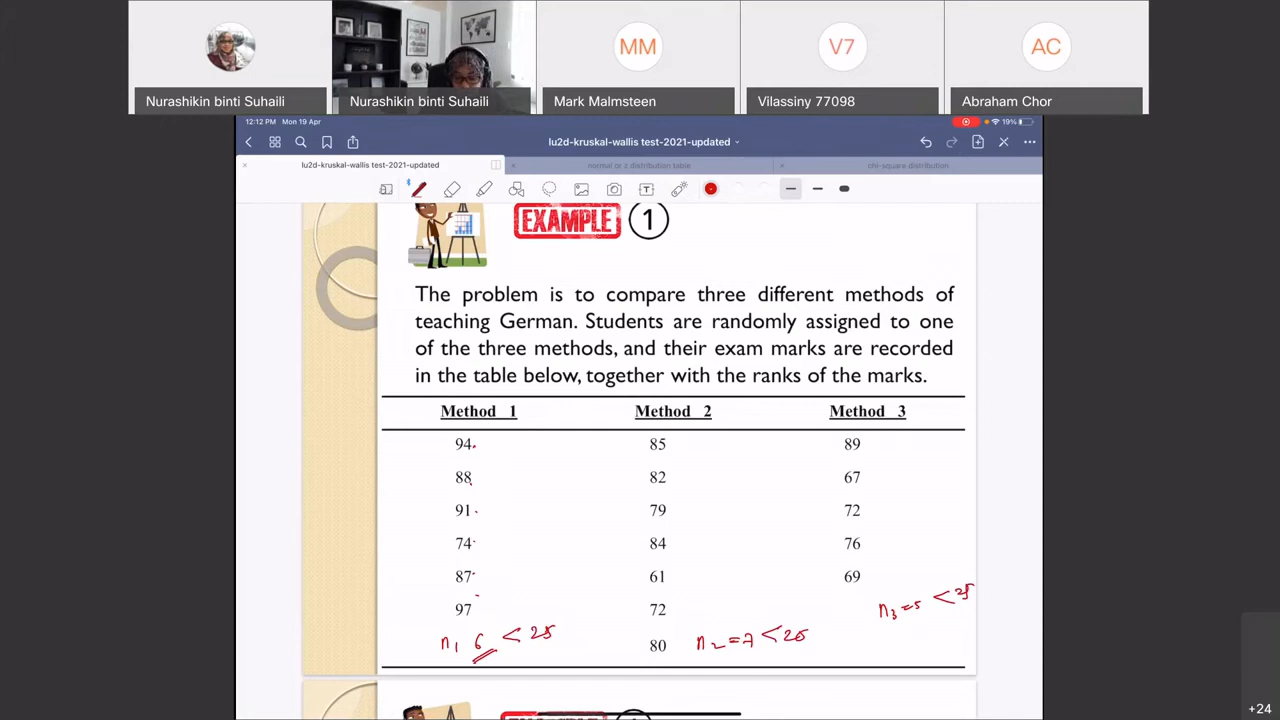 MM
V7
AC
Nurashikin binti Suhaili
Nurashikin binti Suhaili
Mark Malmsteen
Vilassiny 77098
Abraham Chor
12:12 PM Mon 19 Apr
19%
lu2d-kruskal-wallis test-2021-updated
lu2d-kruskal-wallis test-2021-updated
normal or z distribution table
chi-square distribution
EXAMPLE 1
The problem is to compare three different methods of
teaching German. Students are randomly assigned to one
of the three methods, and their exam marks are recorded
in the table below, together with the ranks of the marks.
Method 1 Method 2 Method 3
94 85 89
88 82 67
91 79 72
74 84 76
87 61 69
97 72
n₃=5 <25
n₁ 6 <25
80
n₂=7 <25
+24